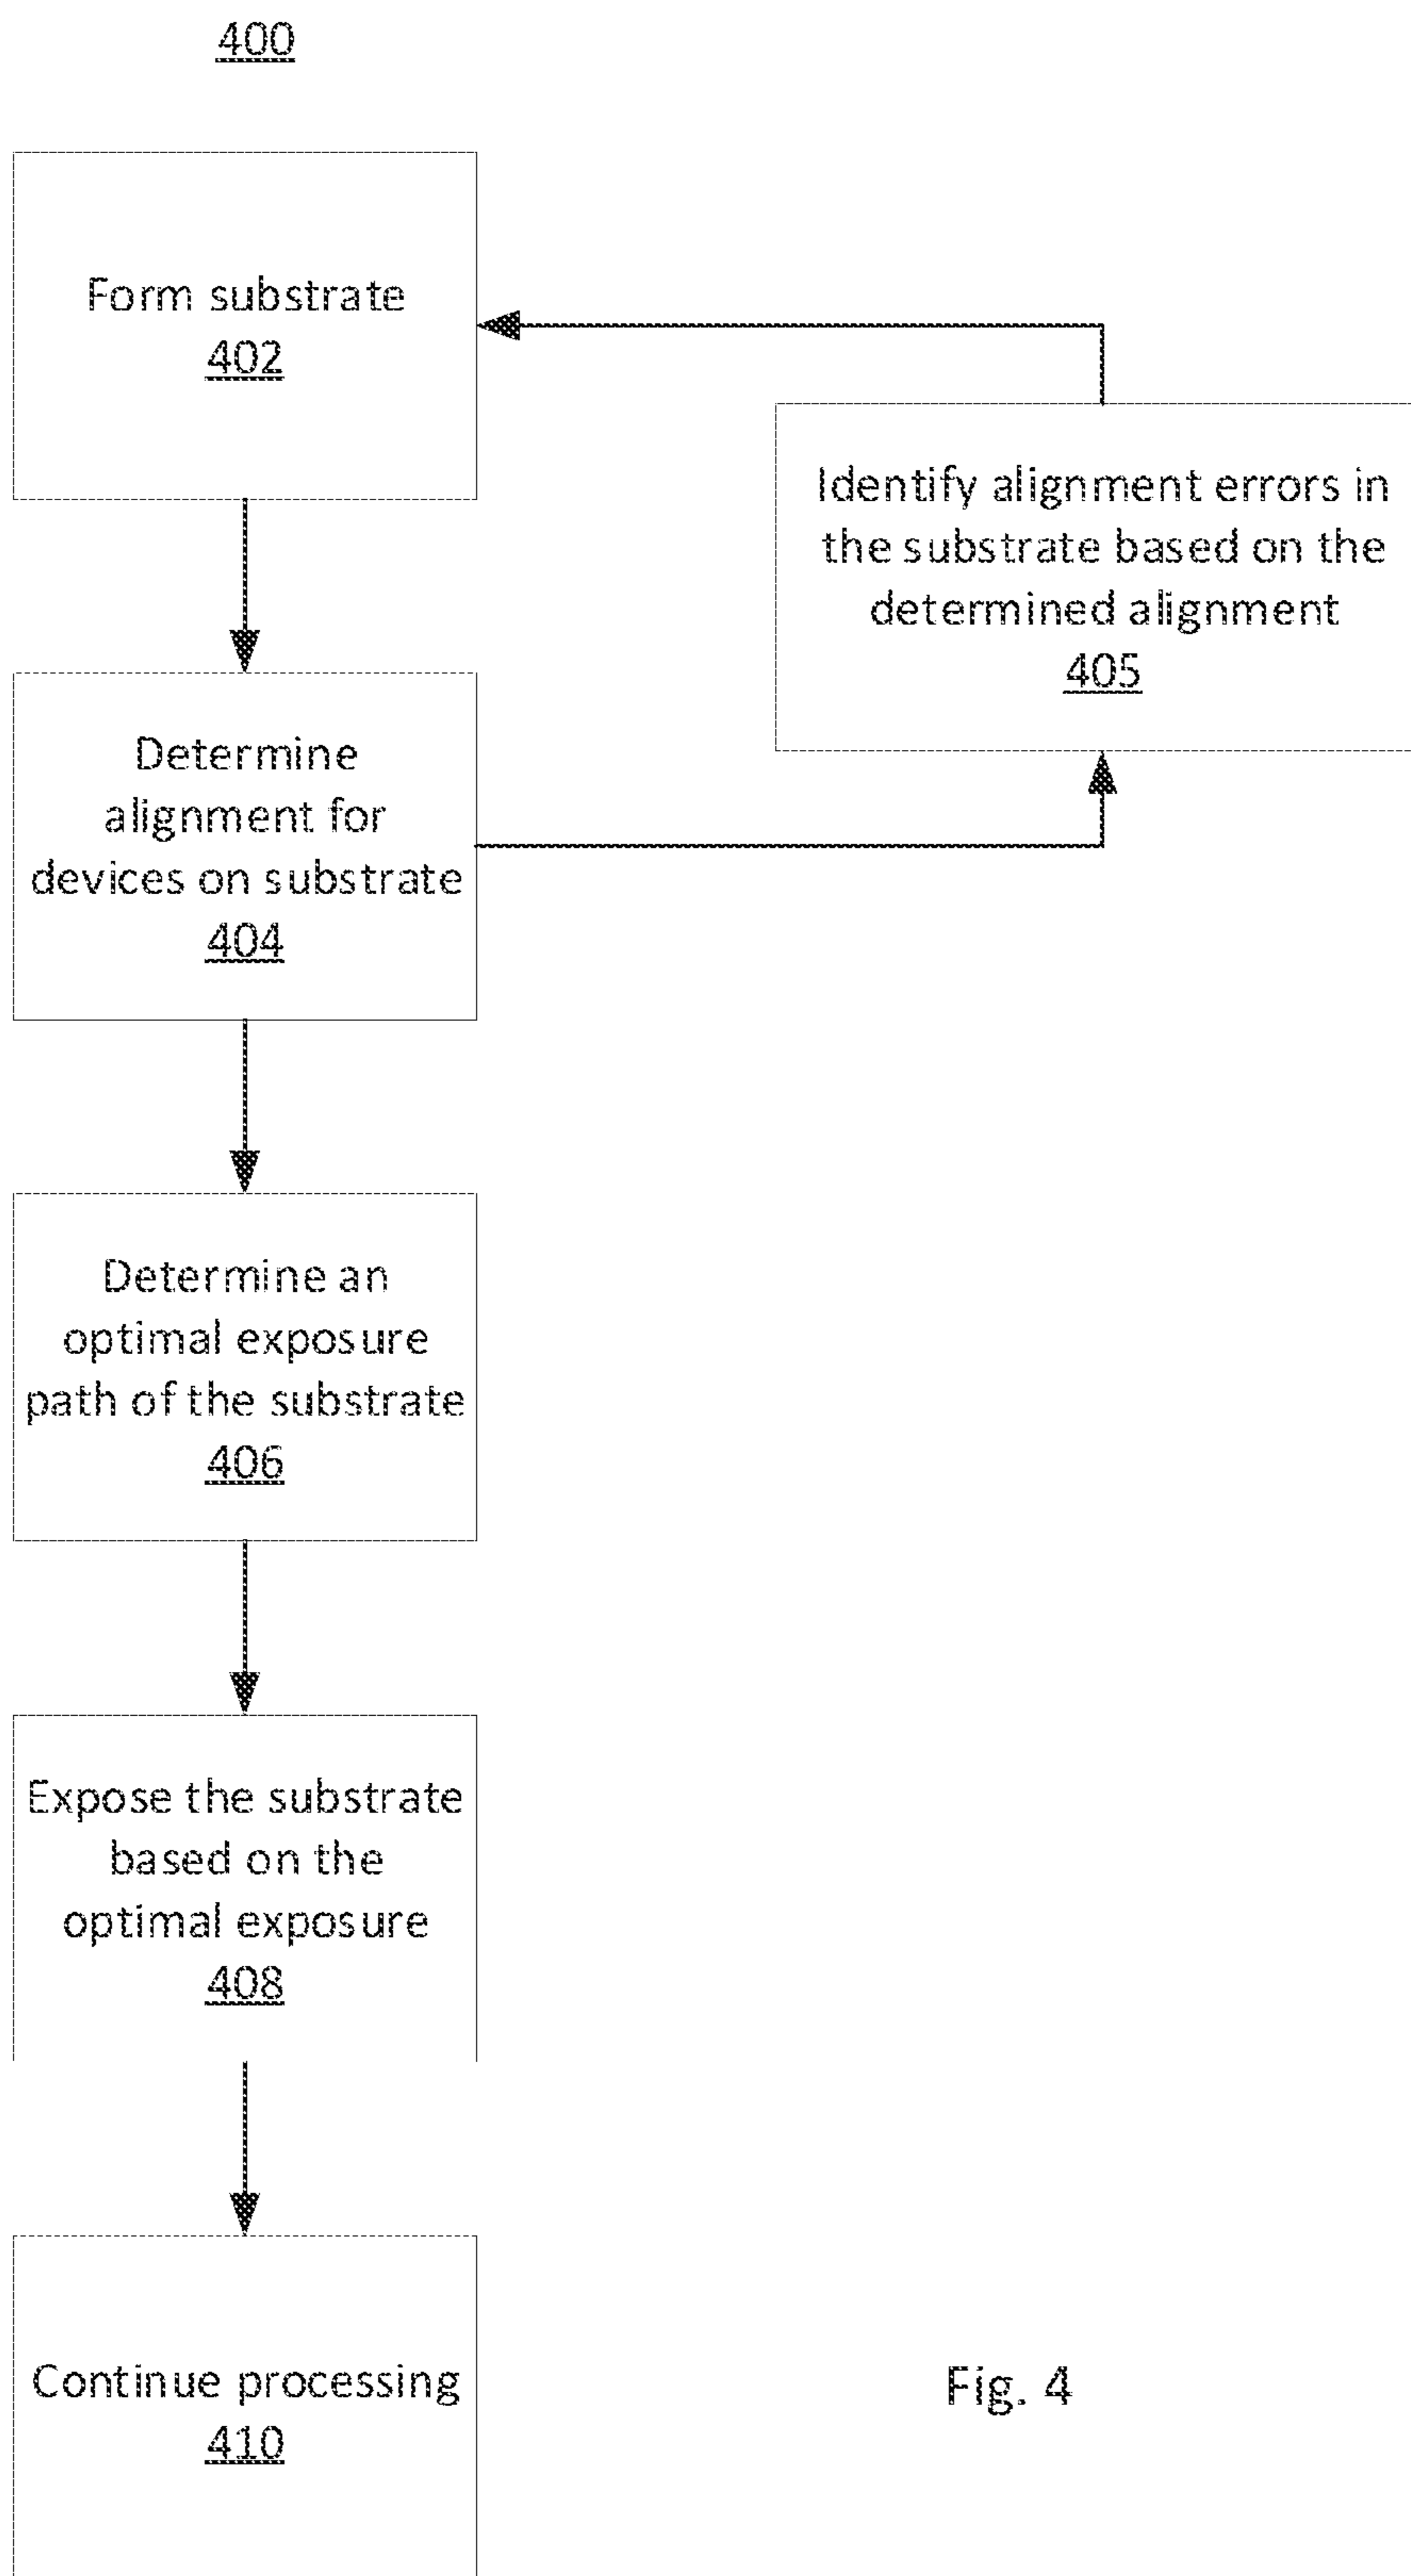 400
Form substrate
402
Identify alignment errors in
the substrate based on the
determined alignment
405
Determine
alignment for
devices on substrate
404
Determine an
optimal exposure
path of the substrate
406
Expose the substrate
based on the
optimal exposure
408
Continue processing
410
Fig. 4